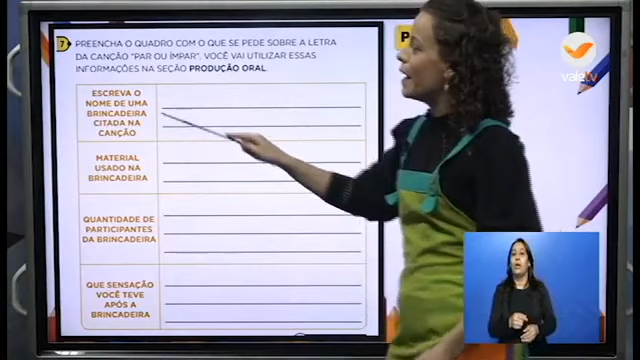 7 PREENCHA O QUADRO COM O QUE SE PEDE SOBRE A LETRA
DA CANÇÃO "PAR OU ÍMPAR". VOCÊ VAI UTILIZAR ESSAS
INFORMAÇÕES NA SEÇÃO PRODUÇÃO ORAL.
ESCREVA O
NOME DE UMA
BRINCADEIRA
CITADA NA
CANÇÃO
MATERIAL
USADO NA
BRINCADEIRA
QUANTIDADE DE
PARTICIPANTES
DA BRINCADEIRA
QUE SENSAÇÃO
VOCÊ TEVE
APÓS A
BRINCADEIRA
vale tv